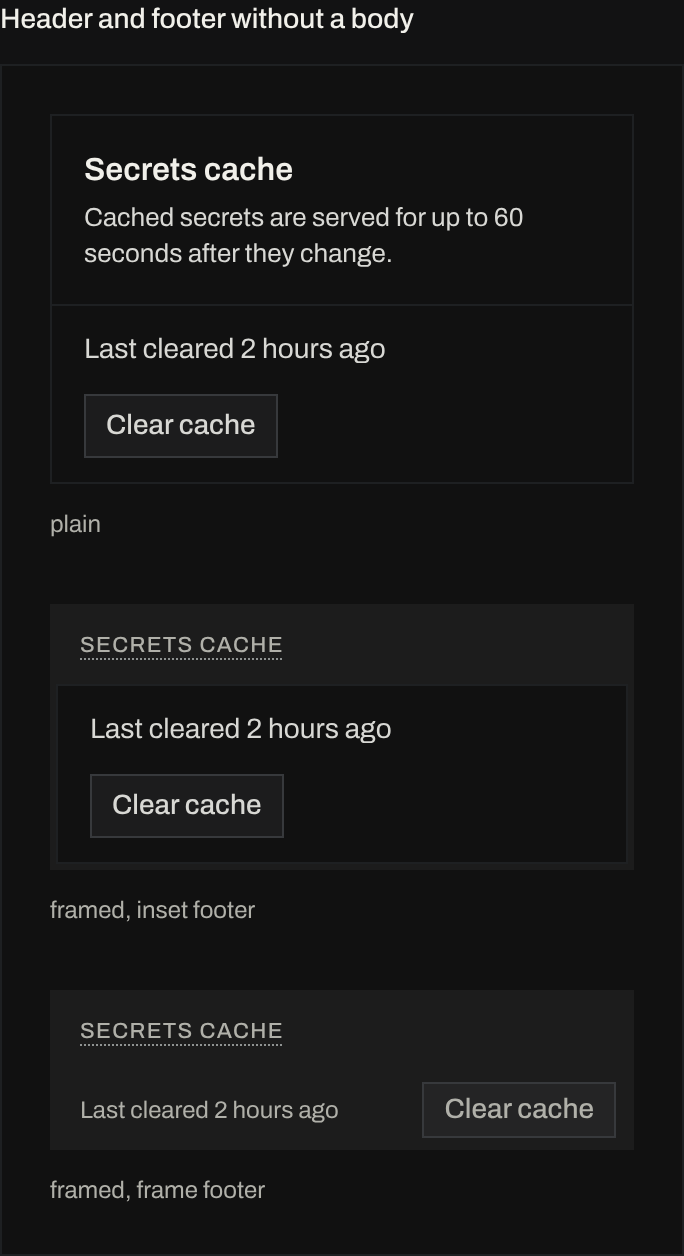 Header and footer without a body
Secrets cache
Cached secrets are served for up to 60
seconds after they change.
Last cleared 2 hours ago
Clear cache
plain
SECRETS CACHE
Last cleared 2 hours ago
Clear cache
framed, inset footer
SECRETS CACHE
Last cleared 2 hours ago
Clear cache
framed, frame footer